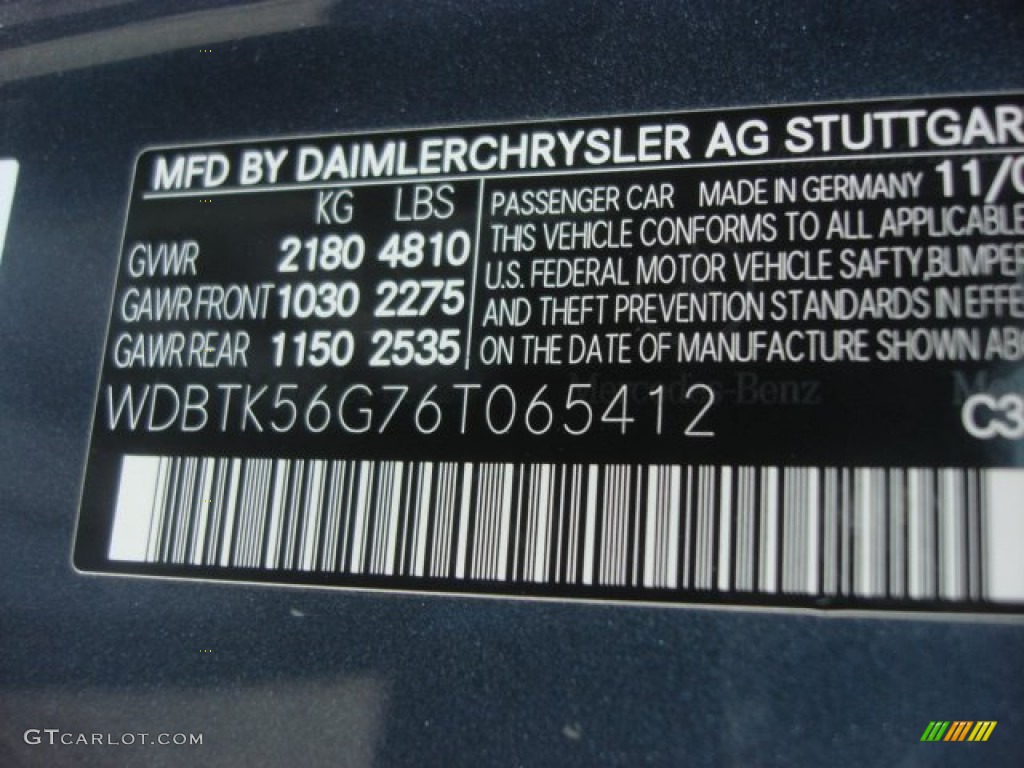 MFD BY DAIMLERCHRYSLER AG STUTTGAR
KG LBS
GVWR 2180 4810
GAWR FRONT 1030 2275
GAWR REAR 1150 2535
PASSENGER CAR MADE IN GERMANY 11/0
THIS VEHICLE CONFORMS TO ALL APPLICABLE
U.S. FEDERAL MOTOR VEHICLE SAFTY, BUMPER
AND THEFT PREVENTION STANDARDS IN EFFE
ON THE DATE OF MANUFACTURE SHOWN AB
Mercedes-Benz
WDBTK56G76T065412
C3
GTCARLOT.COM